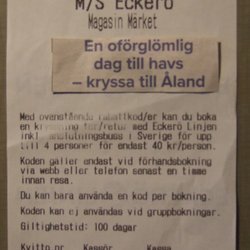 M/S Eckerö
Magasin Märket
En oförglömlig
dag till havs
– kryssa till Åland
Med ovanstående rabattkod/er kan du boka
en kryssning tor/retur med Eckerö Linjen
inkl anslutningsbuss i Sverige för upp
till 4 personer för endast 40 kr/person.
Koden gäller endast vid förhandsbokning
via webb eller telefon senast en timme
innan resa.
Du kan bara använda en kod per bokning.
Koden kan ej användas vid gruppbokningar.
Giltighetstid: 100 dagar
Kvitto nr Kassör Kassa